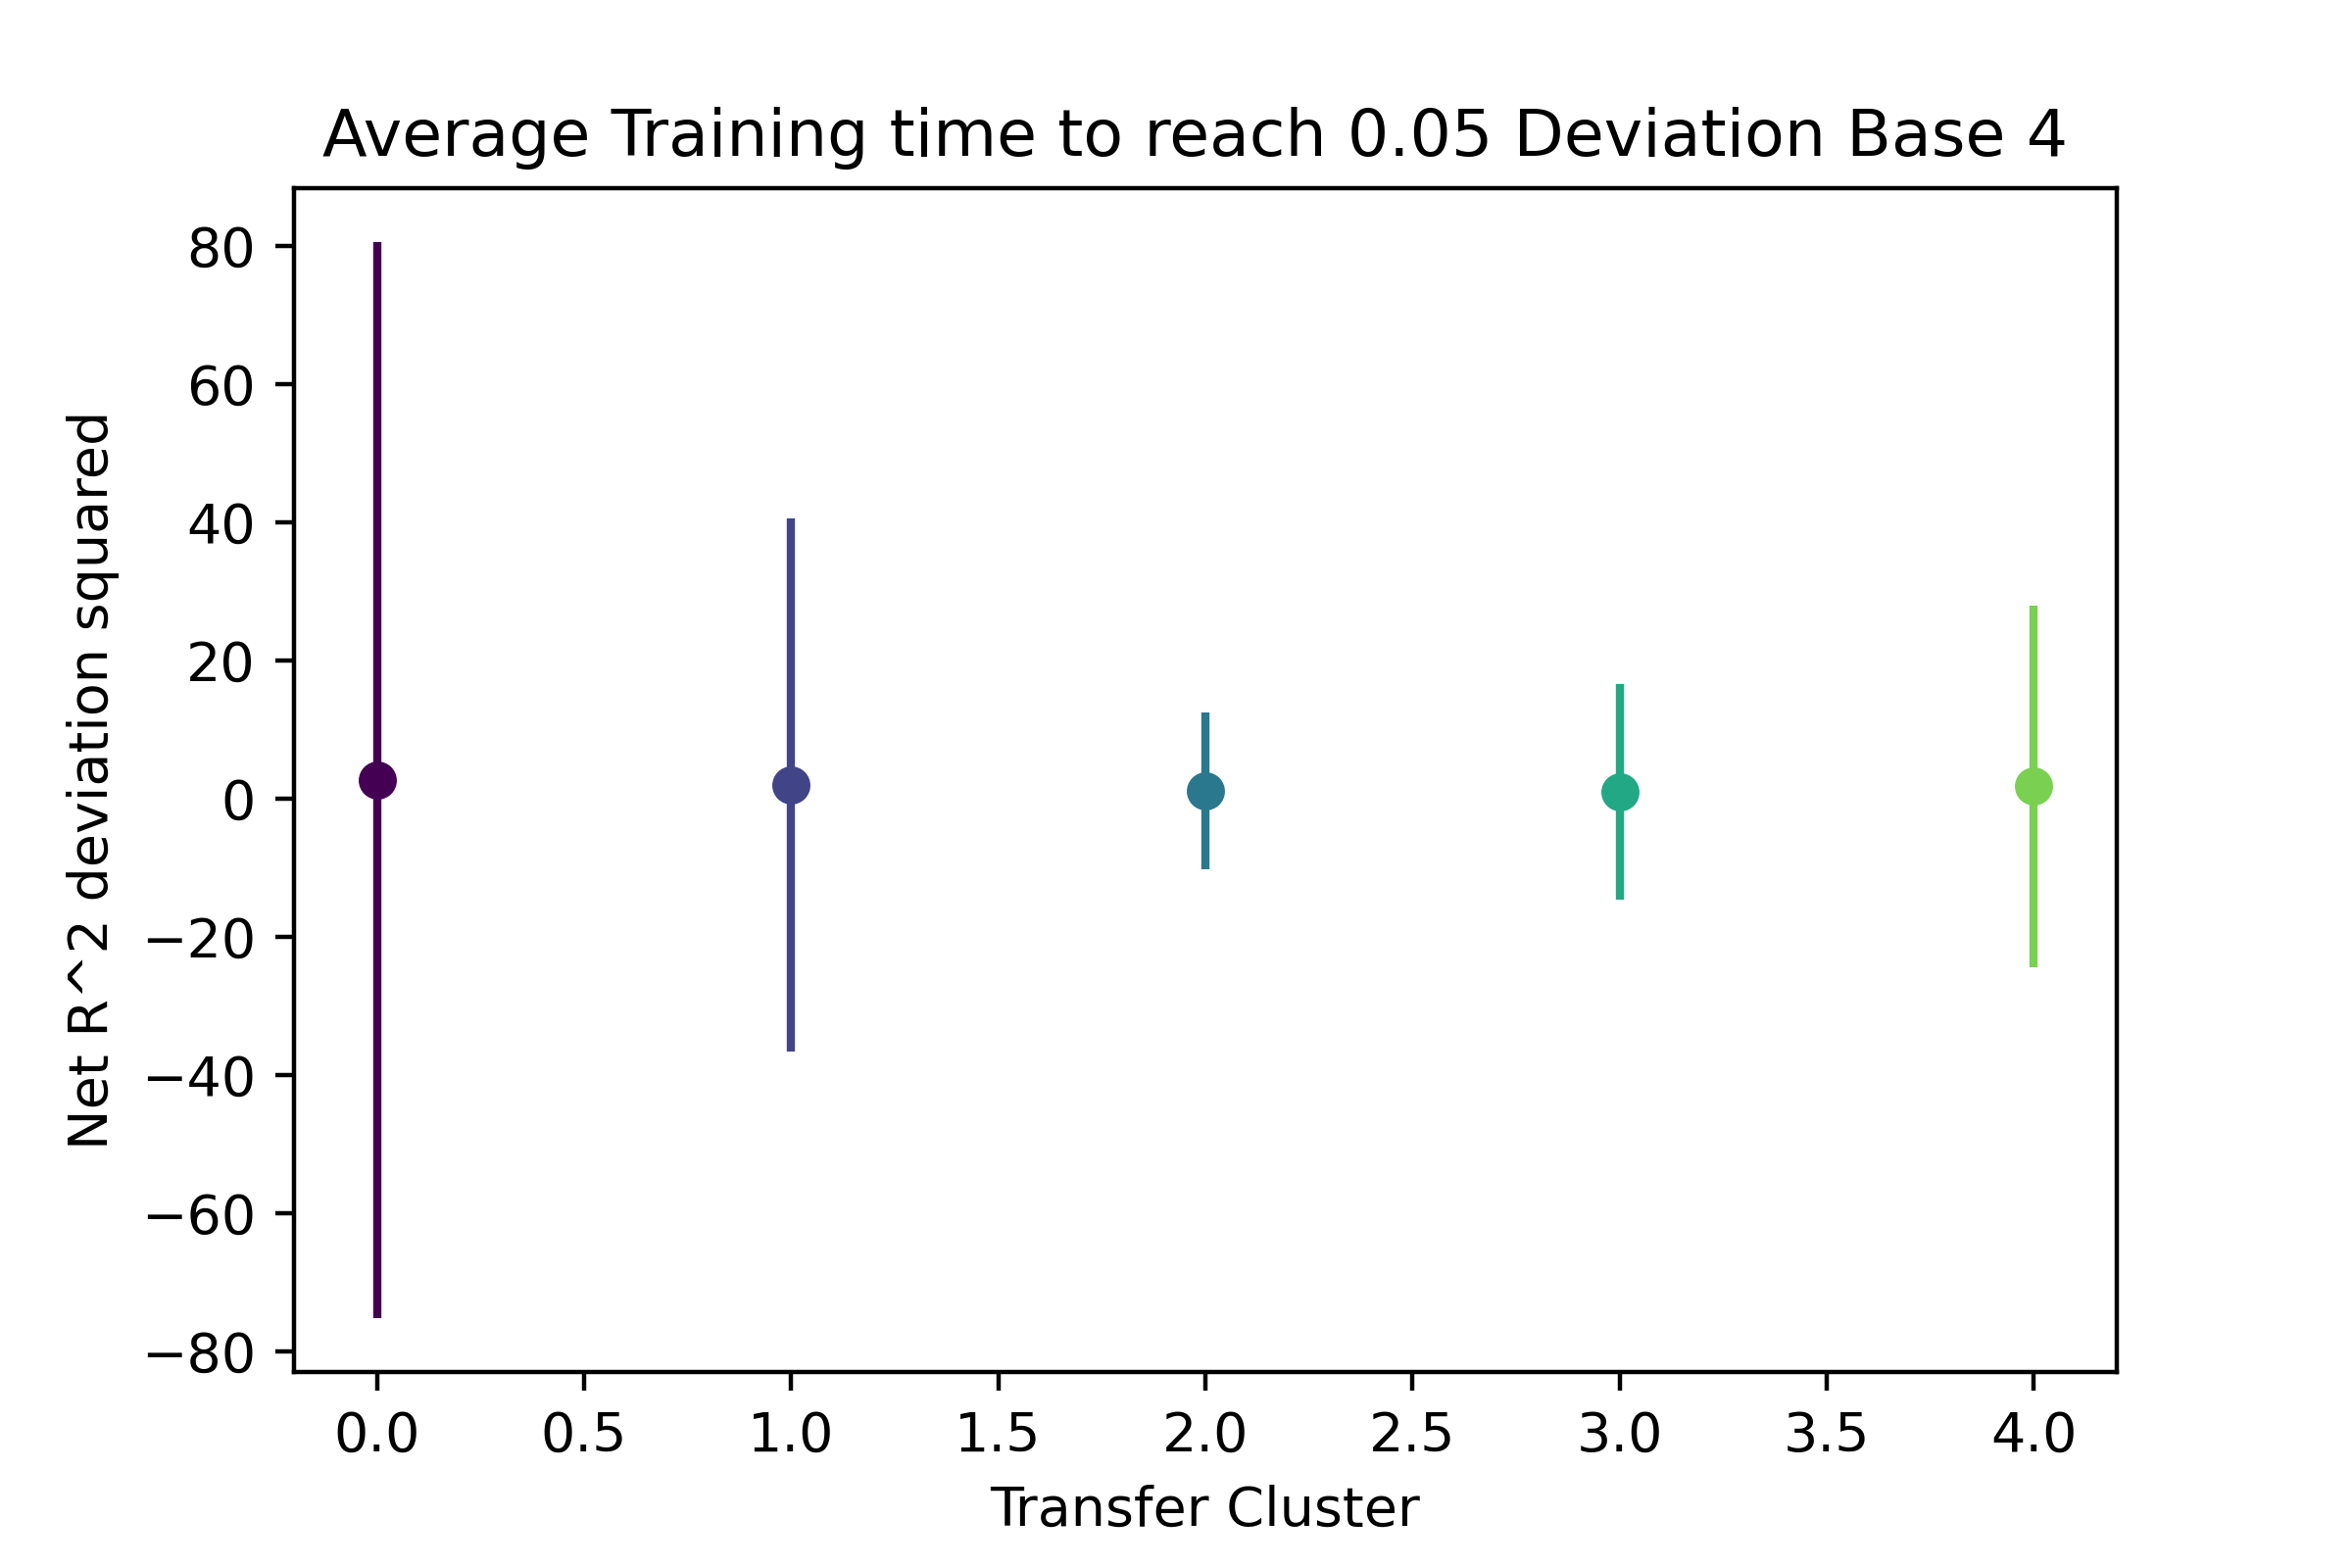 Average Training time to reach 0.05 Deviation Base 4
Net R^2 deviation squared
80
60
40
20
0
−20
−40
−60
−80
0.0 0.5 1.0 1.5 2.0 2.5 3.0 3.5 4.0
Transfer Cluster